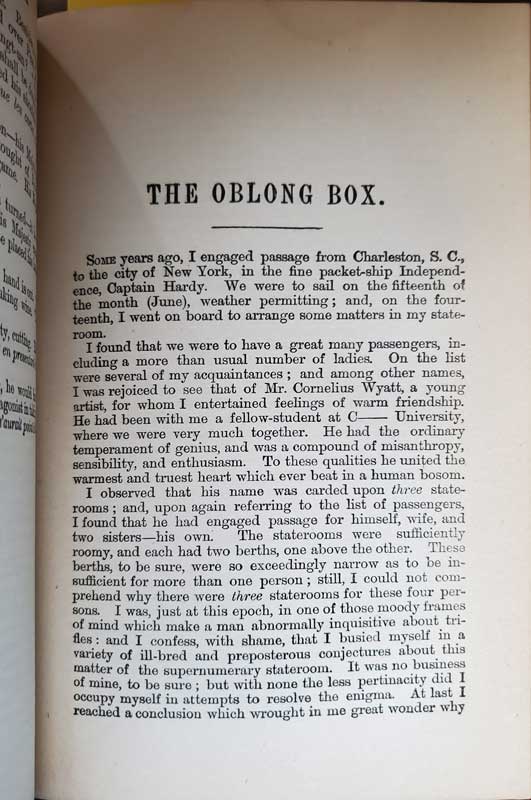 THE OBLONG BOX.
SOME years ago, I engaged passage from Charleston, S. C.,
to the city of New York, in the fine packet-ship Independ-
ence, Captain Hardy. We were to sail on the fifteenth of
the month (June), weather permitting; and, on the four-
teenth, I went on board to arrange some matters in my state-
room.
I found that we were to have a great many passengers, in-
cluding a more than usual number of ladies. On the list
were several of my acquaintances; and among other names,
I was rejoiced to see that of Mr. Cornelius Wyatt, a young
artist, for whom I entertained feelings of warm friendship.
He had been with me a fellow-student at C—— University,
where we were very much together. He had the ordinary
temperament of genius, and was a compound of misanthropy,
sensibility, and enthusiasm. To these qualities he united the
warmest and truest heart which ever beat in a human bosom.
I observed that his name was carded upon three state-
rooms; and, upon again referring to the list of passengers,
I found that he had engaged passage for himself, wife, and
two sisters—his own. The staterooms were sufficiently
roomy, and each had two berths, one above the other. These
berths, to be sure, were so exceedingly narrow as to be in-
sufficient for more than one person; still, I could not com-
prehend why there were three staterooms for these four per-
sons. I was, just at this epoch, in one of those moody frames
of mind which make a man abnormally inquisitive about tri-
fles: and I confess, with shame, that I busied myself in a
variety of ill-bred and preposterous conjectures about this
matter of the supernumerary stateroom. It was no business
of mine, to be sure; but with none the less pertinacity did I
occupy myself in attempts to resolve the enigma. At last I
reached a conclusion which wrought in me great wonder why